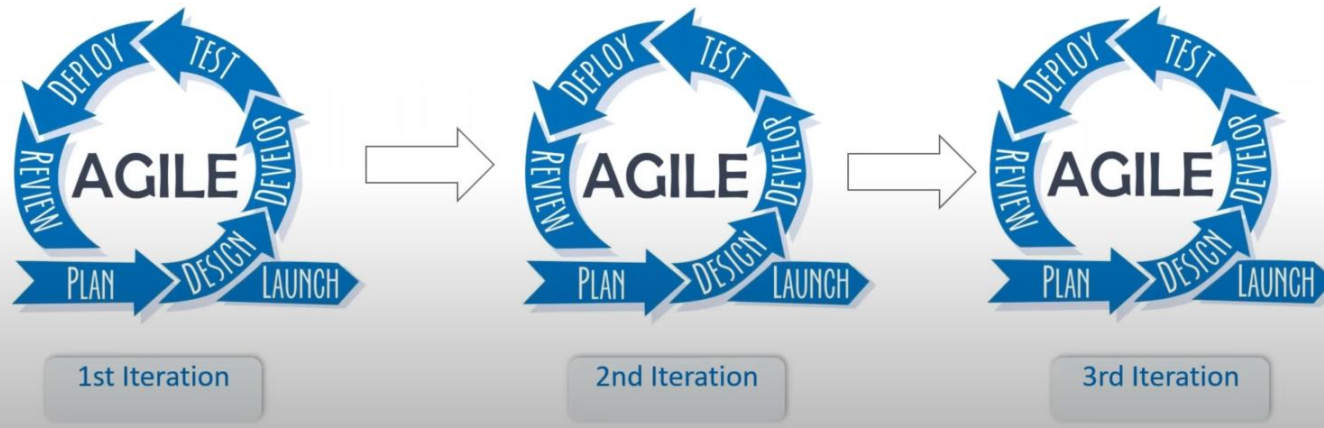 DEPLOY
TEST
REVIEW
AGILE
DEVELOP
PLAN
DESIGN
LAUNCH
1st Iteration
DEPLOY
TEST
REVIEW
AGILE
DEVELOP
PLAN
DESIGN
LAUNCH
2nd Iteration
DEPLOY
TEST
REVIEW
AGILE
DEVELOP
PLAN
DESIGN
LAUNCH
3rd Iteration